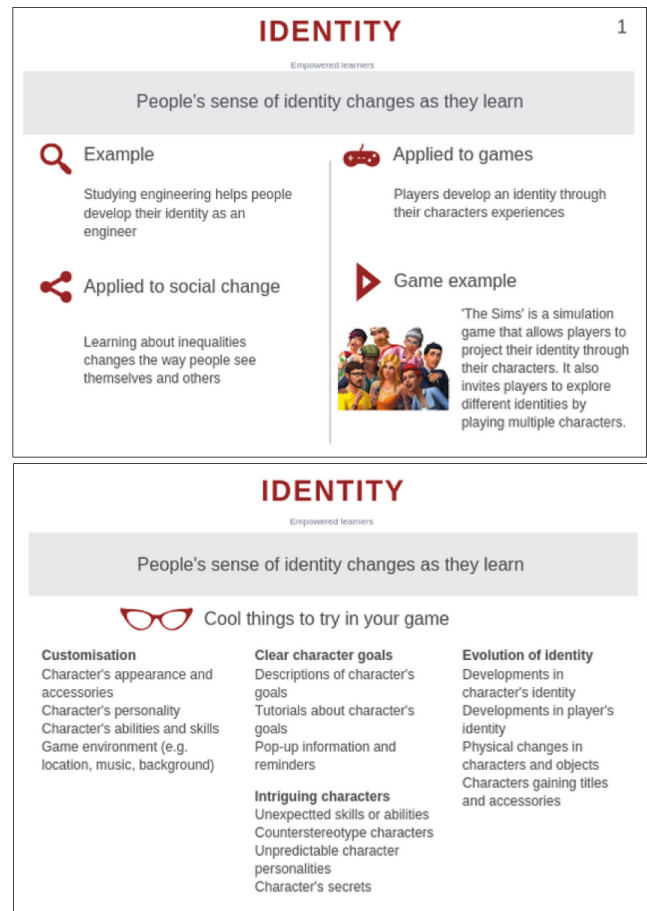 IDENTITY
1
Empowered learners
People's sense of identity changes as they learn
Example
Studying engineering helps people
develop their identity as an
engineer
Applied to social change
Learning about inequalities
changes the way people see
themselves and others
Applied to games
Players develop an identity through
their characters experiences
Game example
'The Sims' is a simulation
game that allows players to
project their identity through
their characters. It also
invites players to explore
different identities by
playing multiple characters.
IDENTITY
Empowered learners
People's sense of identity changes as they learn
Cool things to try in your game
Customisation
Character's appearance and
accessories
Character's personality
Character's abilities and skills
Game environment (e.g.
location, music, background)
Clear character goals
Descriptions of character's
goals
Tutorials about character's
goals
Pop-up information and
reminders
Intriguing characters
Unexpectted skills or abilities
Counterstereotype characters
Unpredictable character
personalities
Character's secrets
Evolution of identity
Developments in
character's identity
Developments in player's
identity
Physical changes in
characters and objects
Characters gaining titles
and accessories